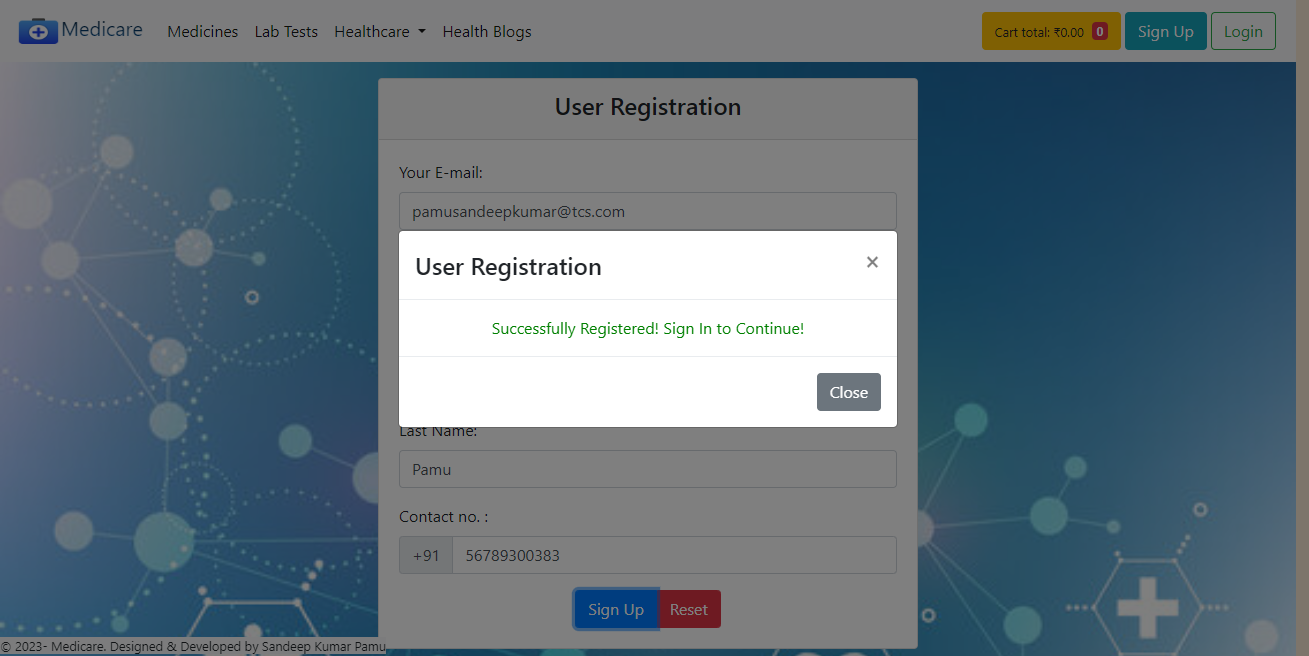 Medicare Medicines Lab Tests Healthcare Health Blogs Cart total: ₹0.00 0 Sign Up Login
User Registration
Your E-mail:
pamusandeepkumar@tcs.com
User Registration ×
Successfully Registered! Sign In to Continue!
Close
Last Name:
Pamu
Contact no. :
+91 56789300383
Sign Up Reset
© 2023- Medicare. Designed & Developed by Sandeep Kumar Pamu